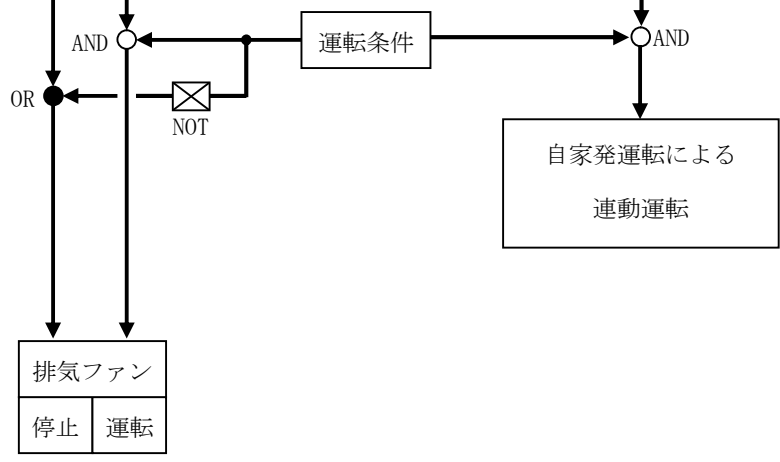 AND
運転条件
AND
OR
NOT
自家発運転による
連動運転
排気ファン
停止
運転